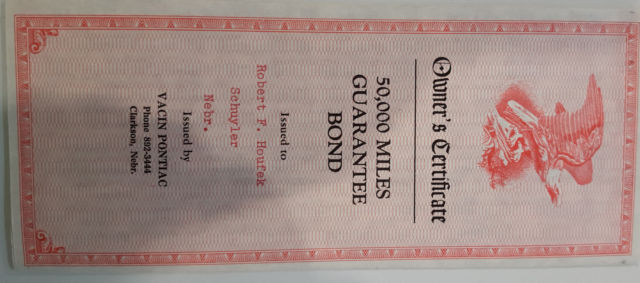 Owner's Certificate
50,000 MILES
GUARANTEE
BOND
Issued to
Robert F. Houfek
Schuyler
Nebr.
Issued by
VACIN PONTIAC
Phone 892-3444
Clarkson, Nebr.